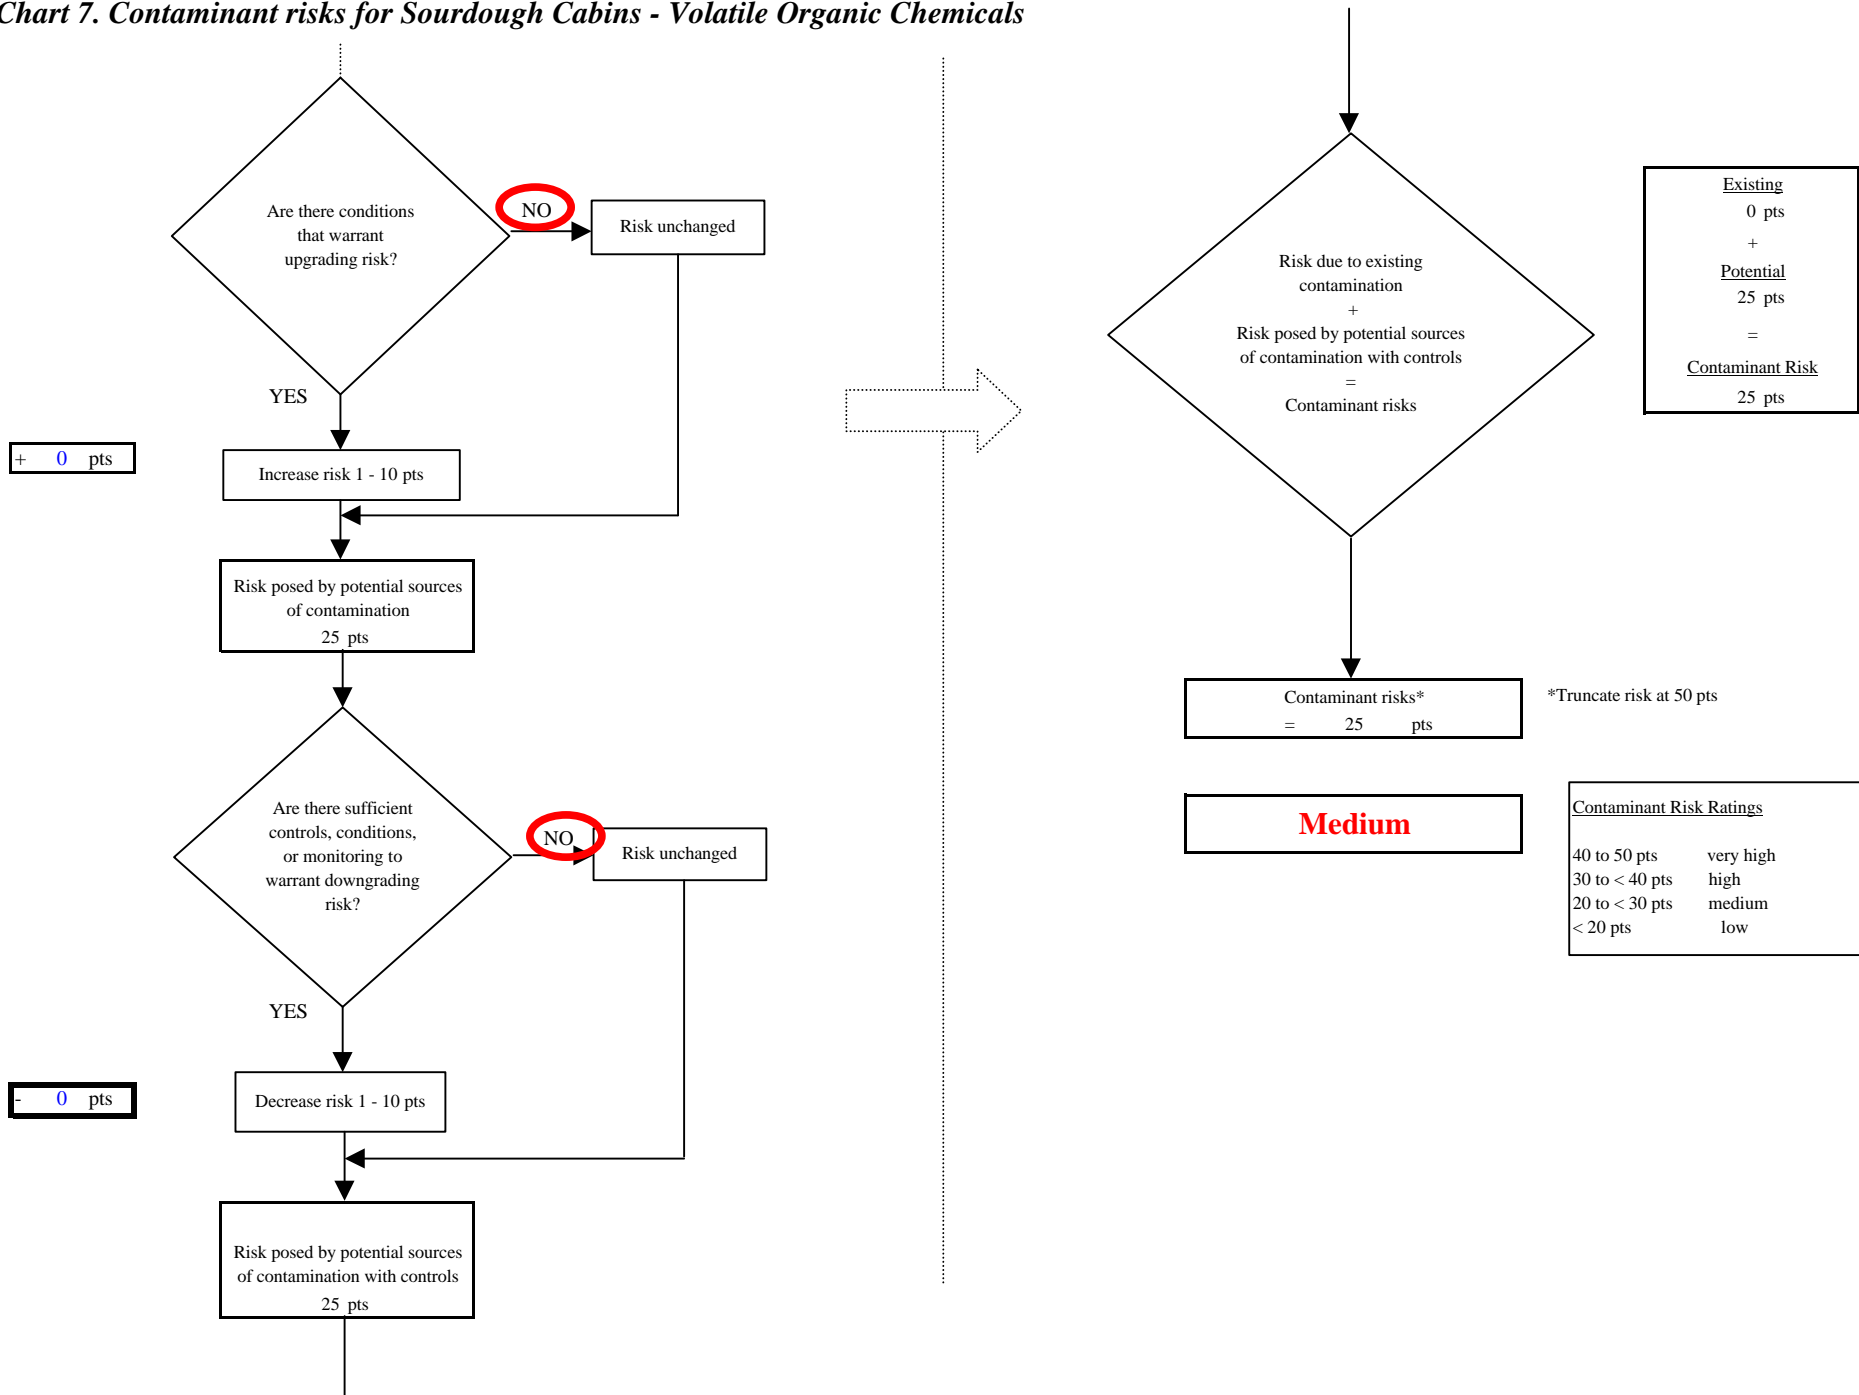 Chart 7. Contaminant risks for Sourdough Cabins - Volatile Organic Chemicals
Are there conditions
that warrant
upgrading risk?
NO
Risk unchanged
YES
+ 0 pts
Increase risk 1 - 10 pts
Risk posed by potential sources
of contamination
25 pts
Are there sufficient
controls, conditions,
or monitoring to
warrant downgrading
risk?
NO
Risk unchanged
YES
- 0 pts
Decrease risk 1 - 10 pts
Risk posed by potential sources
of contamination with controls
25 pts
Risk due to existing
contamination
+
Risk posed by potential sources
of contamination with controls
=
Contaminant risks
Existing
0 pts
+
Potential
25 pts
=
Contaminant Risk
25 pts
Contaminant risks*
= 25 pts
*Truncate risk at 50 pts
Medium
Contaminant Risk Ratings
40 to 50 pts very high
30 to < 40 pts high
20 to < 30 pts medium
< 20 pts low